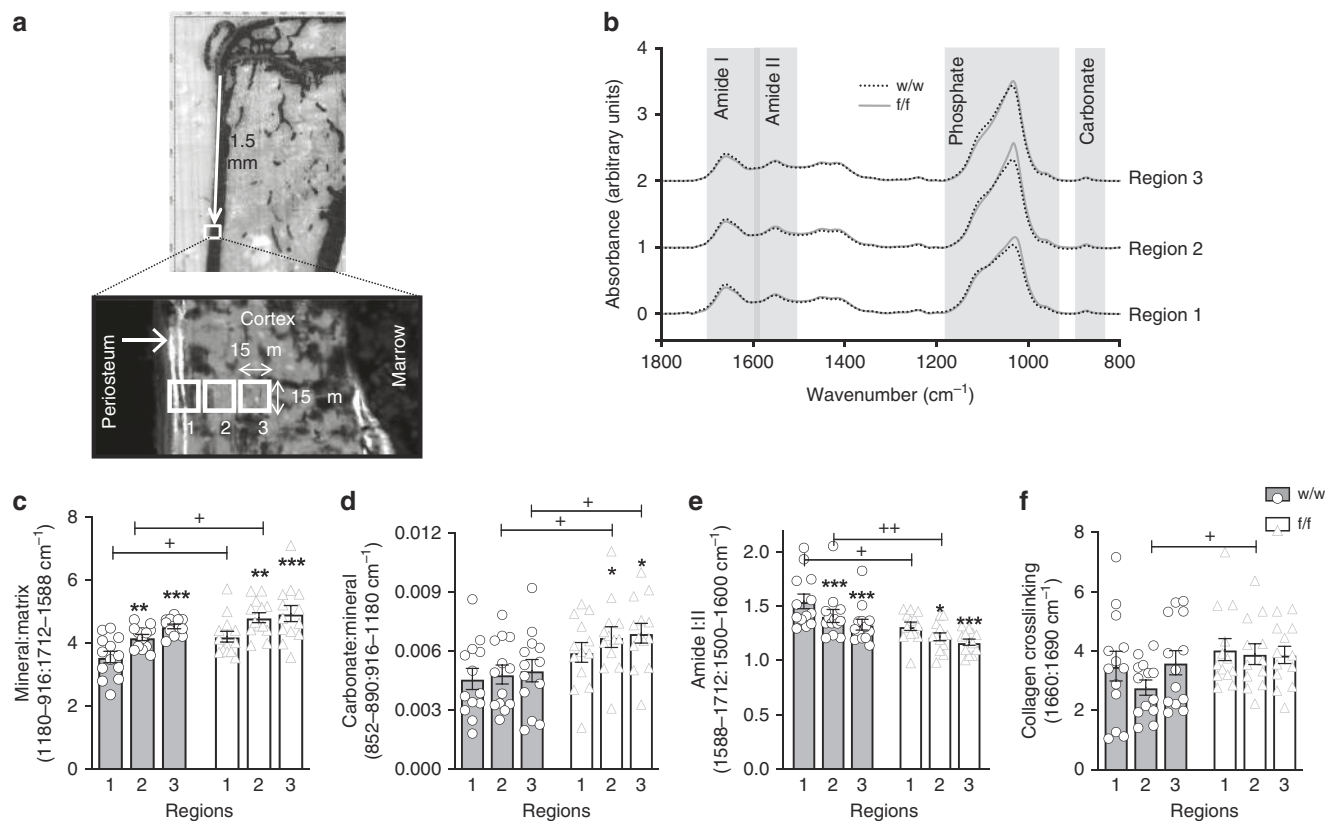 a
1.5
mm
Periosteum
Cortex
15 m
15 m
1 2 3
Marrow
b
Absorbance (arbitrary units)
4
3
2
1
0
Amide I
Amide II
w/w
f/f
Phosphate
Carbonate
Region 3
Region 2
Region 1
1800 1600 1400 1200 1000 800
Wavenumber (cm–1)
c
Mineral:matrix
(1180–916:1712–1588 cm–1)
8
6
4
2
0
+
+
** *** ** ***
1 2 3 1 2 3
Regions
d
Carbonate:mineral
(852–890:916–1180 cm–1)
0.012
0.009
0.006
0.003
0.000
+
+
* *
1 2 3 1 2 3
Regions
e
Amide I:II
(1588–1712:1500–1600 cm–1)
2.0
1.5
1.0
0.5
0.0
++
+
*** *** * ***
1 2 3 1 2 3
Regions
f
w/w
f/f
Collagen crosslinking
(1660:1690 cm–1)
8
6
4
2
0
+
1 2 3 1 2 3
Regions